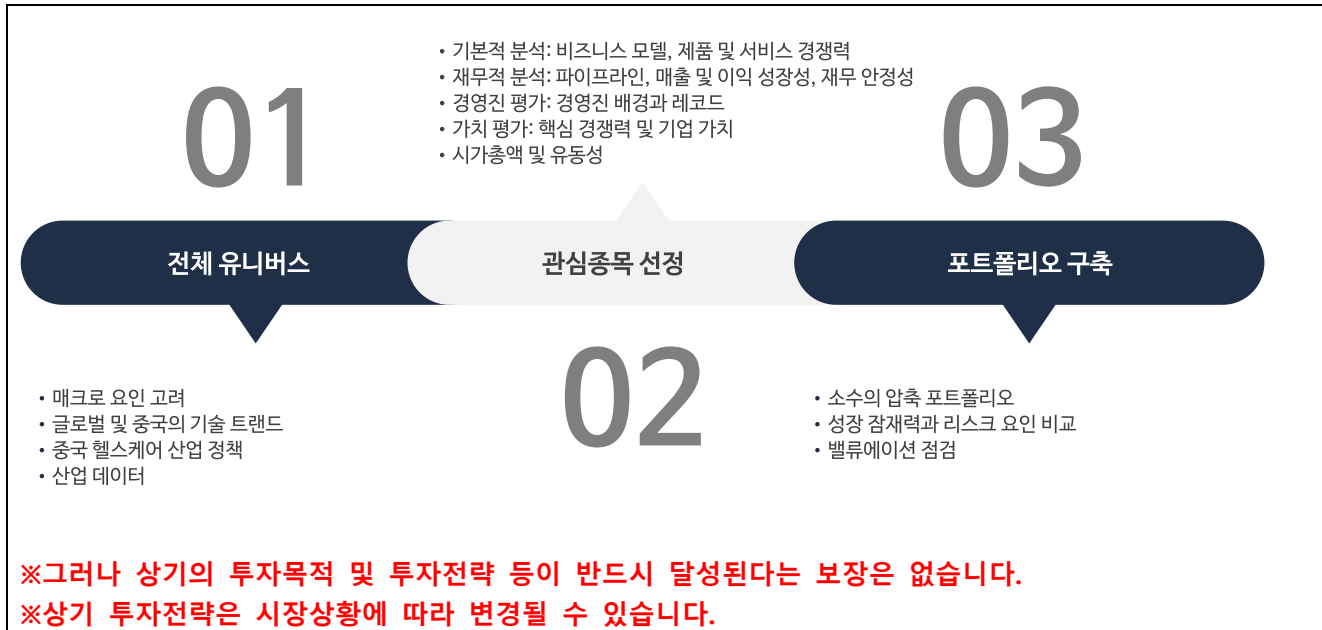 01
전체 유니버스
• 매크로 요인 고려
• 글로벌 및 중국의 기술 트랜드
• 중국 헬스케어 산업 정책
• 산업 데이터
• 기본적 분석: 비즈니스 모델, 제품 및 서비스 경쟁력
• 재무적 분석: 파이프라인, 매출 및 이익 성장성, 재무 안정성
• 경영진 평가: 경영진 배경과 레코드
• 가치 평가: 핵심 경쟁력 및 기업 가치
• 시가총액 및 유동성
관심종목 선정
02
03
포트폴리오 구축
• 소수의 압축 포트폴리오
• 성장 잠재력과 리스크 요인 비교
• 밸류에이션 점검
※그러나 상기의 투자목적 및 투자전략 등이 반드시 달성된다는 보장은 없습니다.
※상기 투자전략은 시장상황에 따라 변경될 수 있습니다.